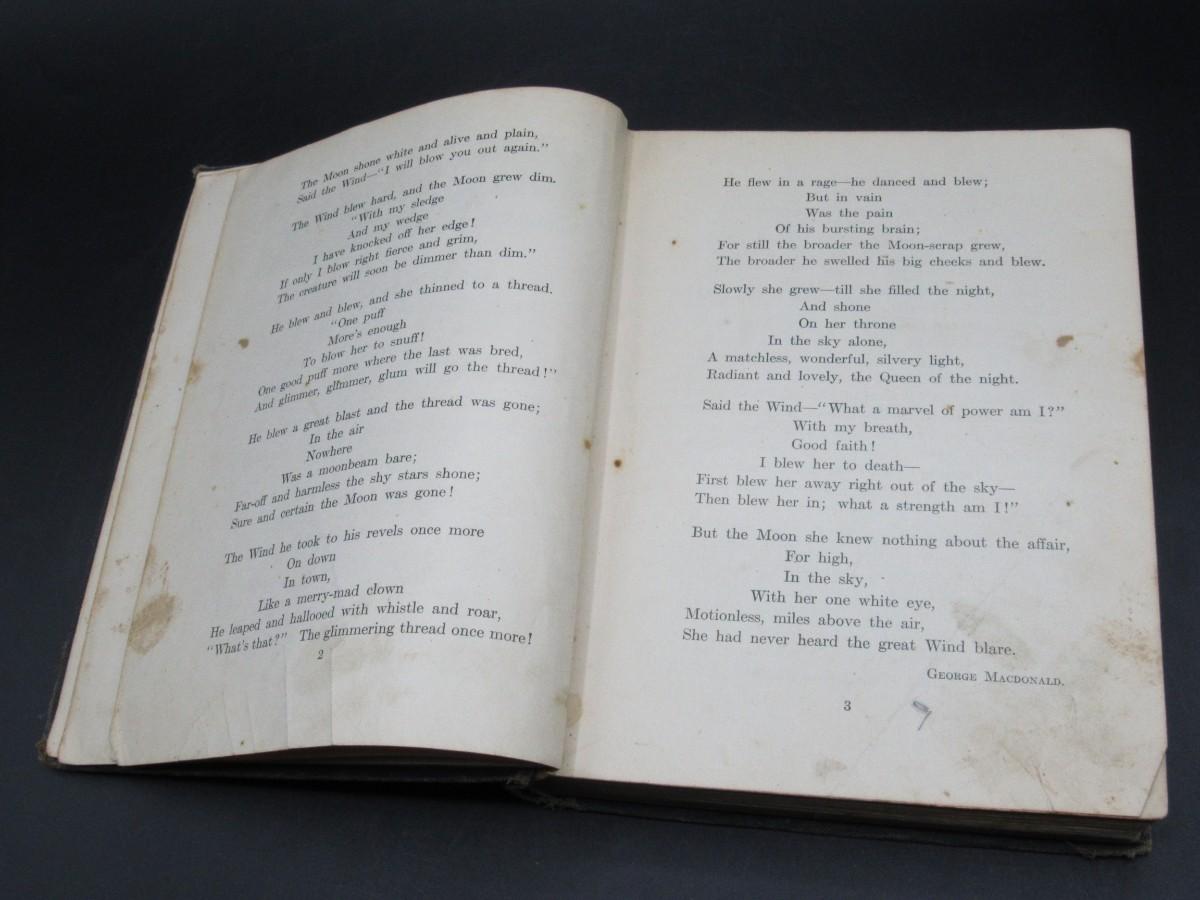 The Moon shone white and alive and plain,
Said the Wind—"I will blow you out again."
The Wind blew hard, and the Moon grew dim.
"With my sledge
And my wedge
I have knocked off her edge!
If only I blow right fierce and grim,
The creature will soon be dimmer than dim."
He blew and blew, and she thinned to a thread.
"One puff
More's enough
To blow her to snuff!
One good puff more where the last was bred,
And glimmer, glimmer, glum will go the thread!"
He blew a great blast and the thread was gone;
In the air
Nowhere
Was a moonbeam bare;
Far-off and harmless the shy stars shone;
Sure and certain the Moon was gone!
The Wind he took to his revels once more
On down
In town,
Like a merry-mad clown
He leaped and hallooed with whistle and roar,
"What's that?" The glimmering thread once more!
2
He flew in a rage—he danced and blew;
But in vain
Was the pain
Of his bursting brain;
For still the broader the Moon-scrap grew,
The broader he swelled his big cheeks and blew.
Slowly she grew—till she filled the night,
And shone
On her throne
In the sky alone,
A matchless, wonderful, silvery light,
Radiant and lovely, the Queen of the night.
Said the Wind—"What a marvel of power am I?"
With my breath,
Good faith!
I blew her to death—
First blew her away right out of the sky—
Then blew her in; what a strength am I!"
But the Moon she knew nothing about the affair,
For high,
In the sky,
With her one white eye,
Motionless, miles above the air,
She had never heard the great Wind blare.
George Macdonald.
3